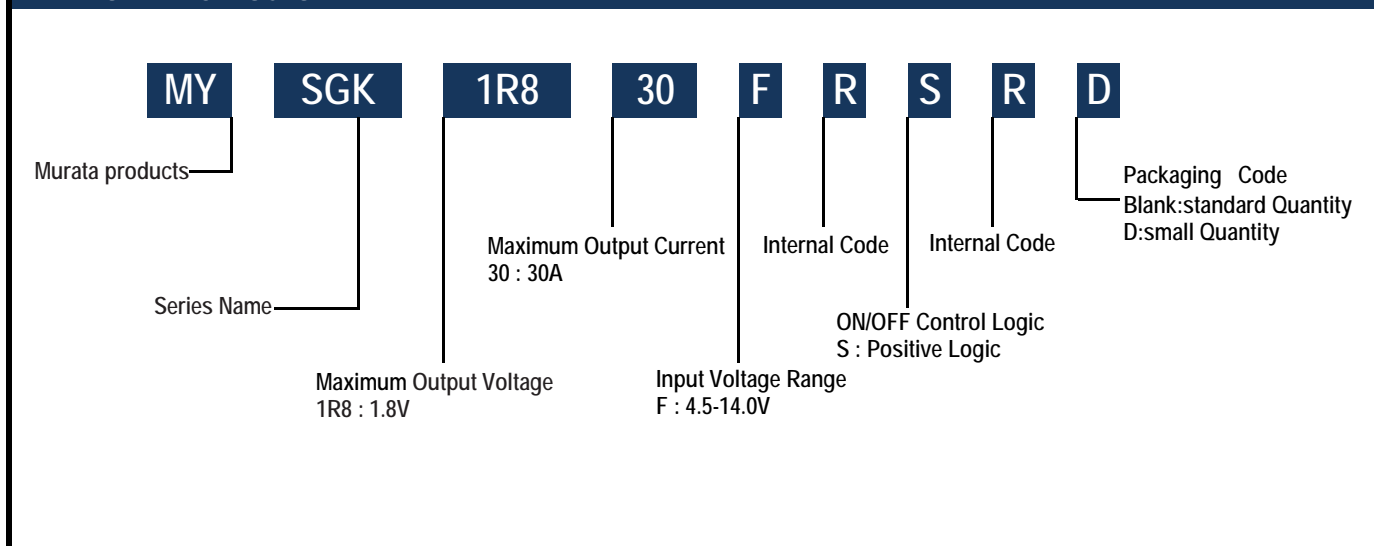 MY SGK 1R8 30 F R S R D
Murata products
Packaging Code
Blank:standard Quantity
D:small Quantity
Maximum Output Current
30 : 30A
Internal Code
Internal Code
Series Name
ON/OFF Control Logic
S : Positive Logic
Maximum Output Voltage
1R8 : 1.8V
Input Voltage Range
F : 4.5-14.0V